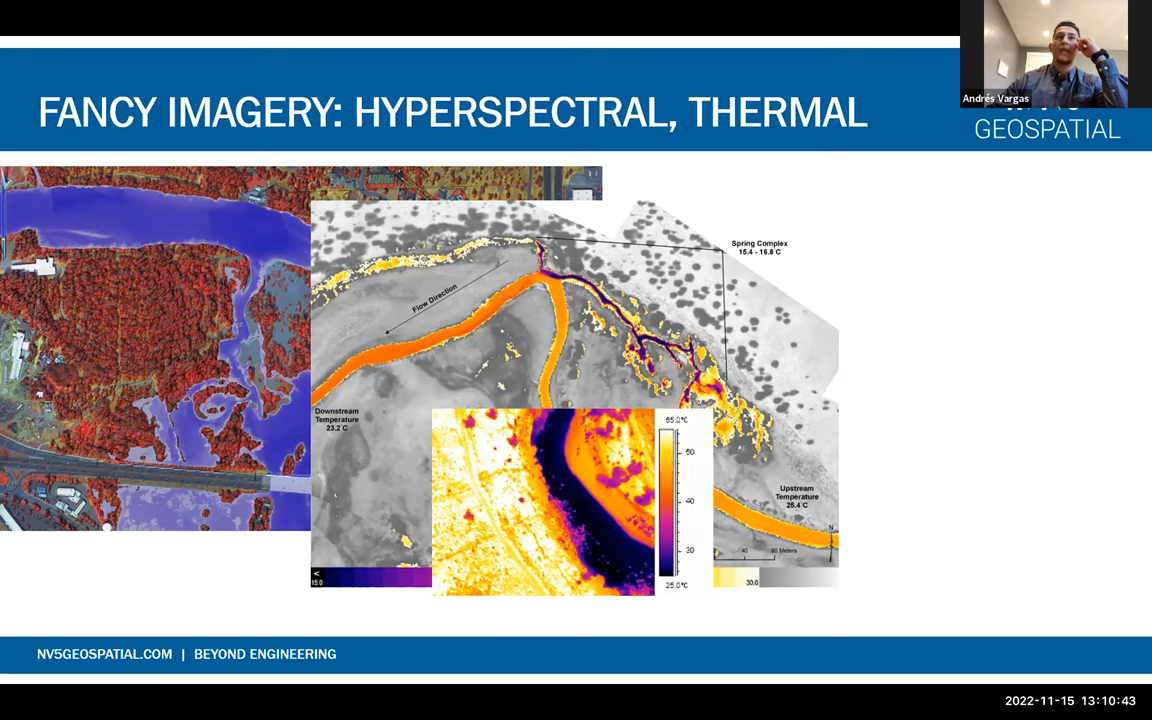 Andrés Vargas
FANCY IMAGERY: HYPERSPECTRAL, THERMAL
GEOSPATIAL
Spring Complex
15.4 - 16.8 C
Flow Direction
Downstream
Temperature
23.2 C
65.0°C
50
40
30
25.0°C
Upstream
Temperature
25.4 C
N
40 80 Meters
<
15.0
30.0
NV5GEOSPATIAL.COM | BEYOND ENGINEERING
2022-11-15 13:10:43